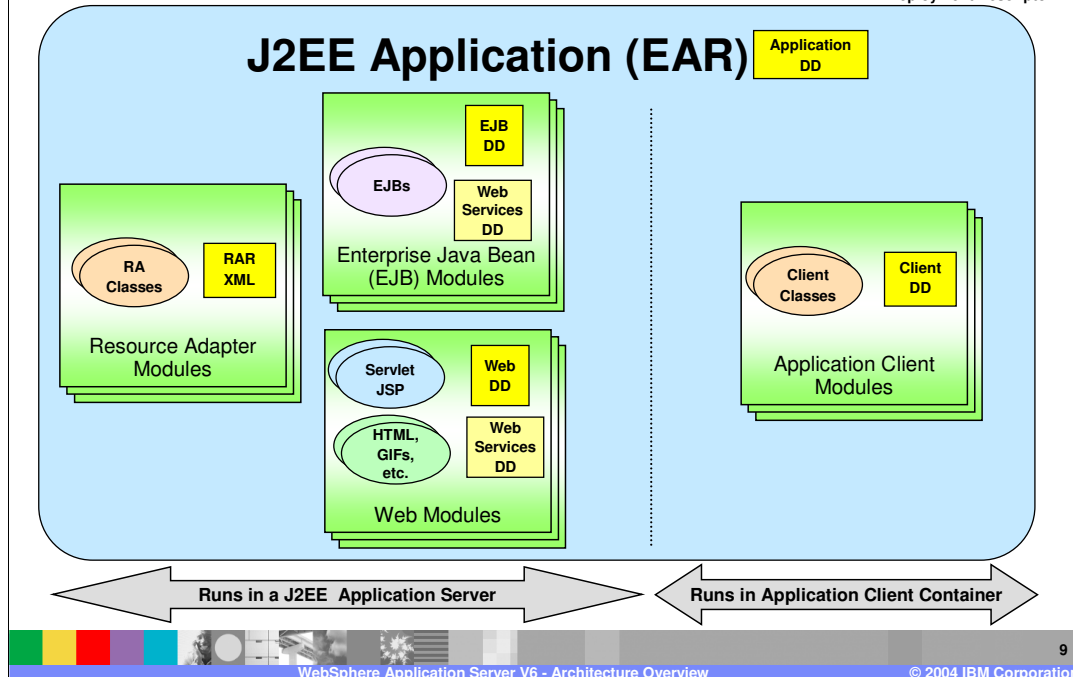 J2EE Application (EAR)
Application
DD
EJB
DD
EJBs
Web
Services
DD
Enterprise Java Bean
(EJB) Modules
RA
Classes
RAR
XML
Resource Adapter
Modules
Client
Classes
Client
DD
Application Client
Modules
Servlet
JSP
Web
DD
HTML,
GIFs,
etc.
Web
Services
DD
Web Modules
Runs in a J2EE Application Server
Runs in Application Client Container
9
WebSphere Application Server V6 - Architecture Overview
© 2004 IBM Corporation